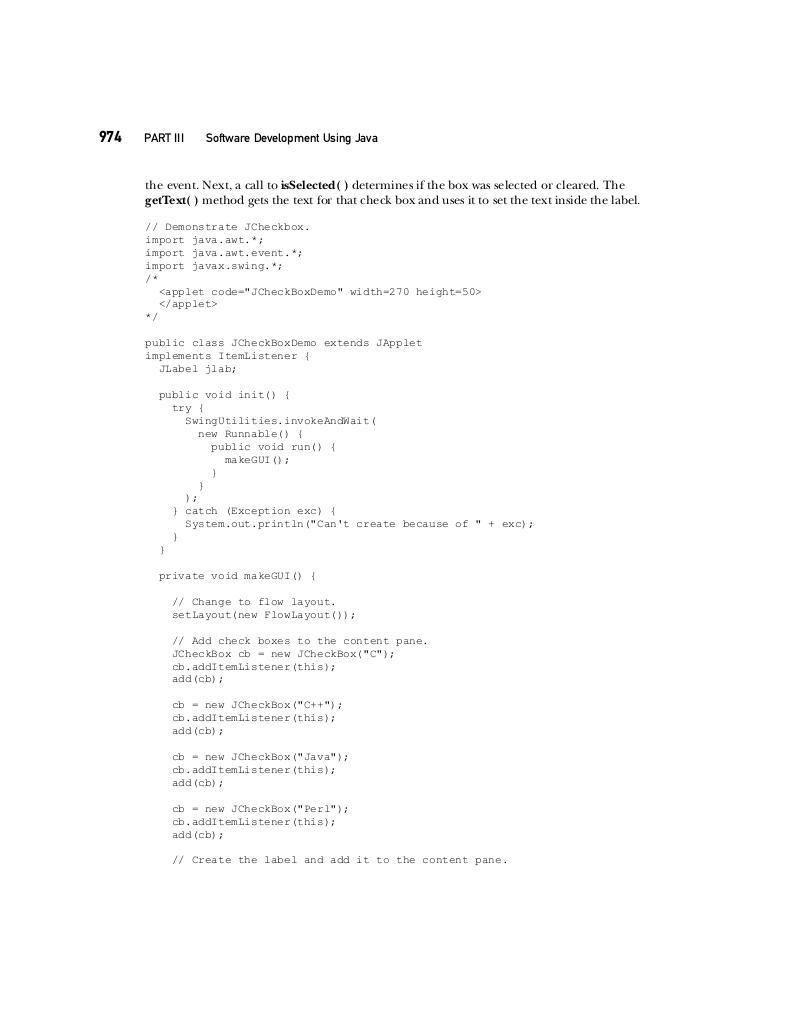 974 PART III Software Development Using Java
the event. Next, a call to isSelected( ) determines if the box was selected or cleared. The
getText( ) method gets the text for that check box and uses it to set the text inside the label.
// Demonstrate JCheckbox.
import java.awt.*;
import java.awt.event.*;
import javax.swing.*;
/*
  <applet code="JCheckBoxDemo" width=270 height=50>
  </applet>
*/
public class JCheckBoxDemo extends JApplet
implements ItemListener {
  JLabel jlab;
  public void init() {
    try {
      SwingUtilities.invokeAndWait(
        new Runnable() {
          public void run() {
            makeGUI();
          }
        }
      );
    } catch (Exception exc) {
      System.out.println("Can't create because of " + exc);
    }
  }
  private void makeGUI() {
    // Change to flow layout.
    setLayout(new FlowLayout());
    // Add check boxes to the content pane.
    JCheckBox cb = new JCheckBox("C");
    cb.addItemListener(this);
    add(cb);
    cb = new JCheckBox("C++");
    cb.addItemListener(this);
    add(cb);
    cb = new JCheckBox("Java");
    cb.addItemListener(this);
    add(cb);
    cb = new JCheckBox("Perl");
    cb.addItemListener(this);
    add(cb);
    // Create the label and add it to the content pane.